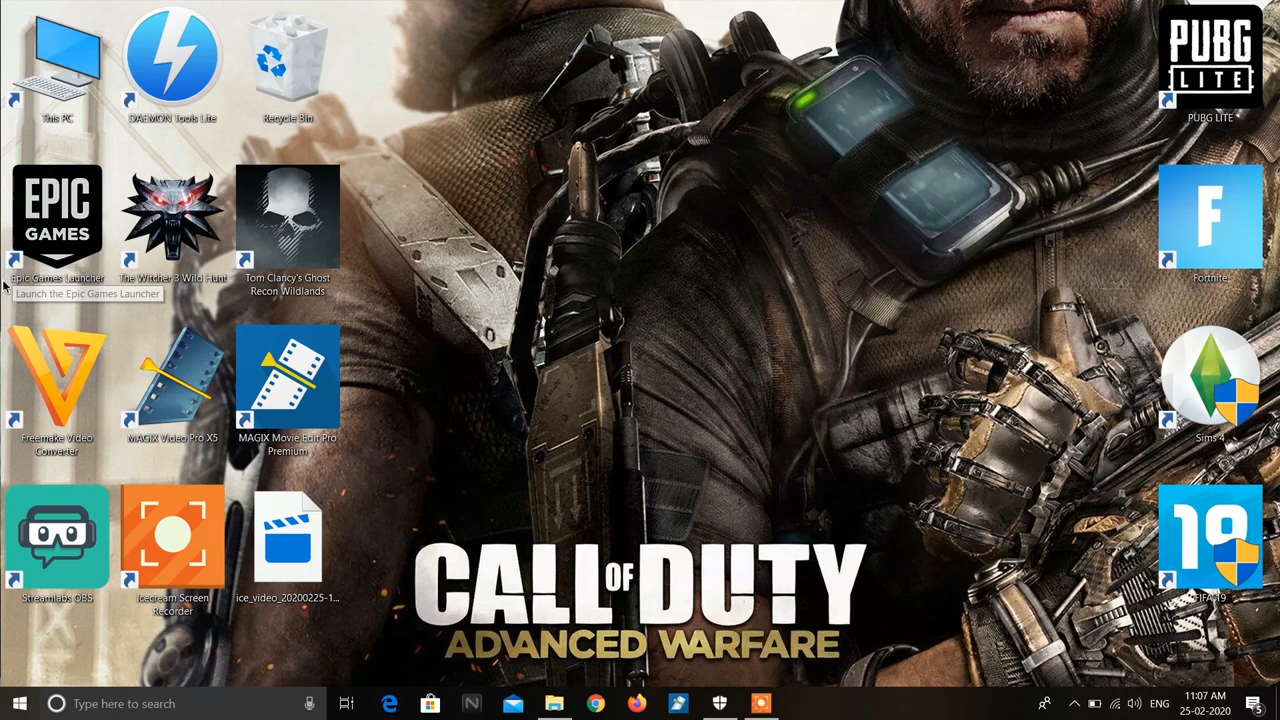 This PC
DAEMON Tools Lite
Recycle Bin
PUBG
LITE
PUBG LITE
EPIC
GAMES
Epic Games Launcher
The Witcher 3 Wild Hunt
Tom Clancy's Ghost
Recon Wildlands
Launch the Epic Games Launcher
F
Fortnite
Freemake Video
Converter
MAGIX Video Pro X5
MAGIX Movie Edit Pro
Premium
Sims 4
Streamlabs OBS
Icecream Screen
Recorder
ice_video_20200225-1...
19
FIFA 19
CALL OF DUTY
ADVANCED WARFARE
Type here to search
N
ENG
11:07 AM
25-02-2020
5